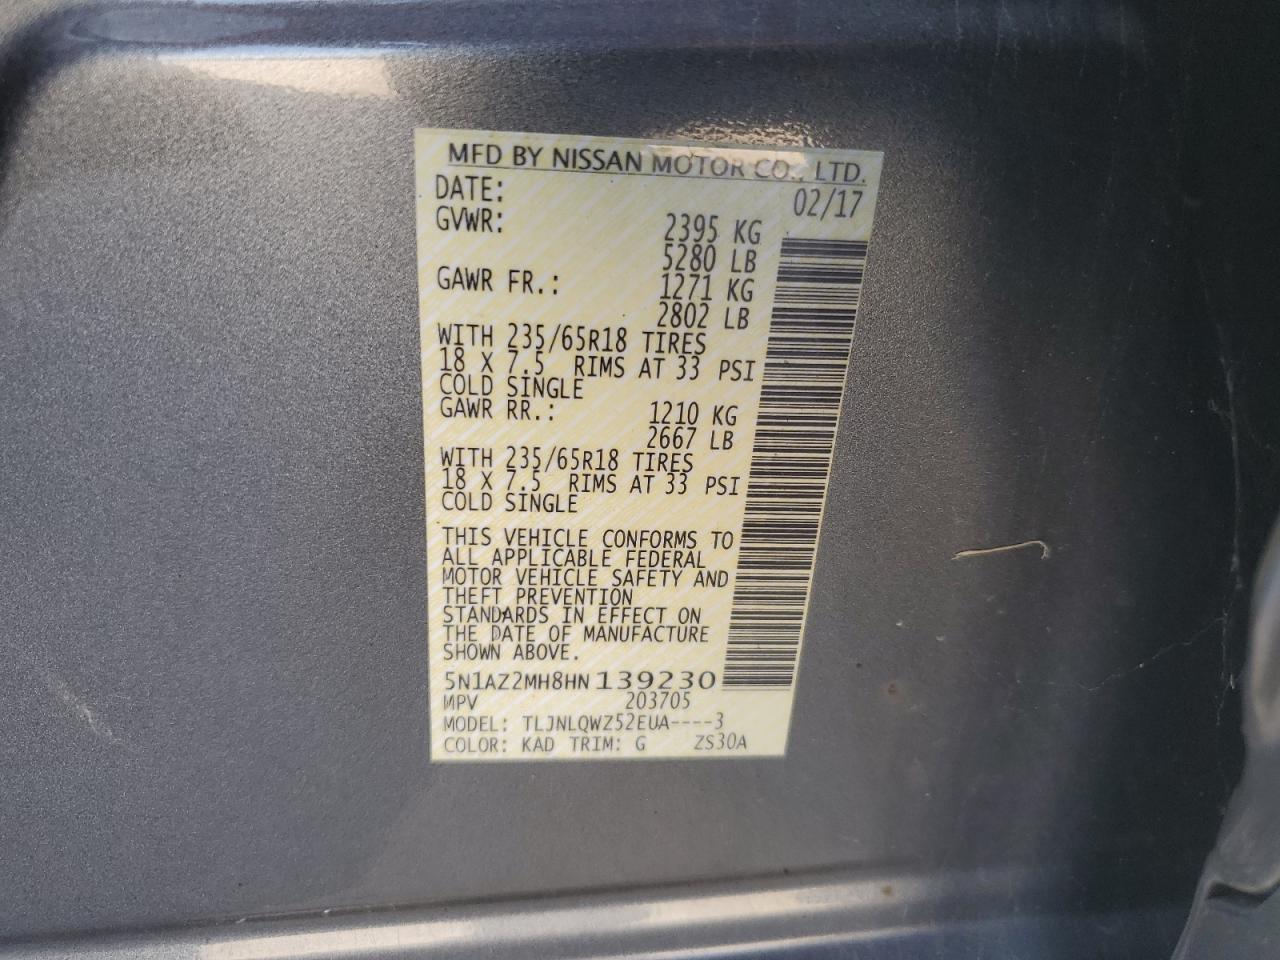 MFD BY NISSAN MOTOR CO., LTD.
DATE: 02/17
GVWR: 2395 KG
5280 LB
GAWR FR.: 1271 KG
2802 LB
WITH 235/65R18 TIRES
18 X 7.5 RIMS AT 33 PSI
COLD SINGLE
GAWR RR.: 1210 KG
2667 LB
WITH 235/65R18 TIRES
18 X 7.5 RIMS AT 33 PSI
COLD SINGLE
THIS VEHICLE CONFORMS TO
ALL APPLICABLE FEDERAL
MOTOR VEHICLE SAFETY AND
THEFT PREVENTION
STANDARDS IN EFFECT ON
THE DATE OF MANUFACTURE
SHOWN ABOVE.
5N1AZ2MH8HN139230
MPV 203705
MODEL: TLJNLQWZ52EUA----3
COLOR: KAD TRIM: G ZS30A